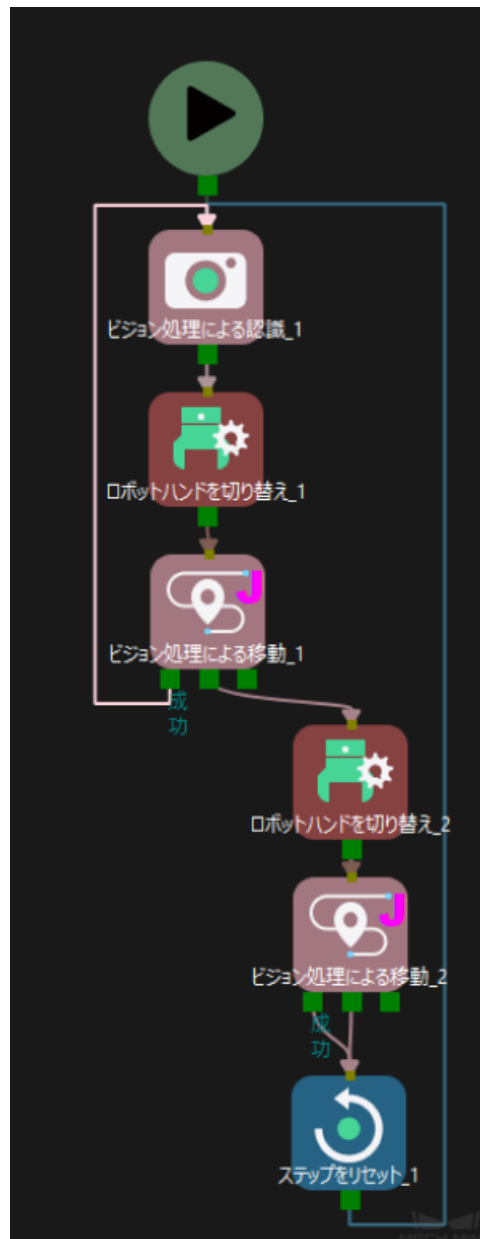 ビジョン処理による認識_1
ロボットハンドを切り替え_1
J
ビジョン処理による移動_1
成
功
ロボットハンドを切り替え_2
J
ビジョン処理による移動_2
成
功
ステップをリセット_1